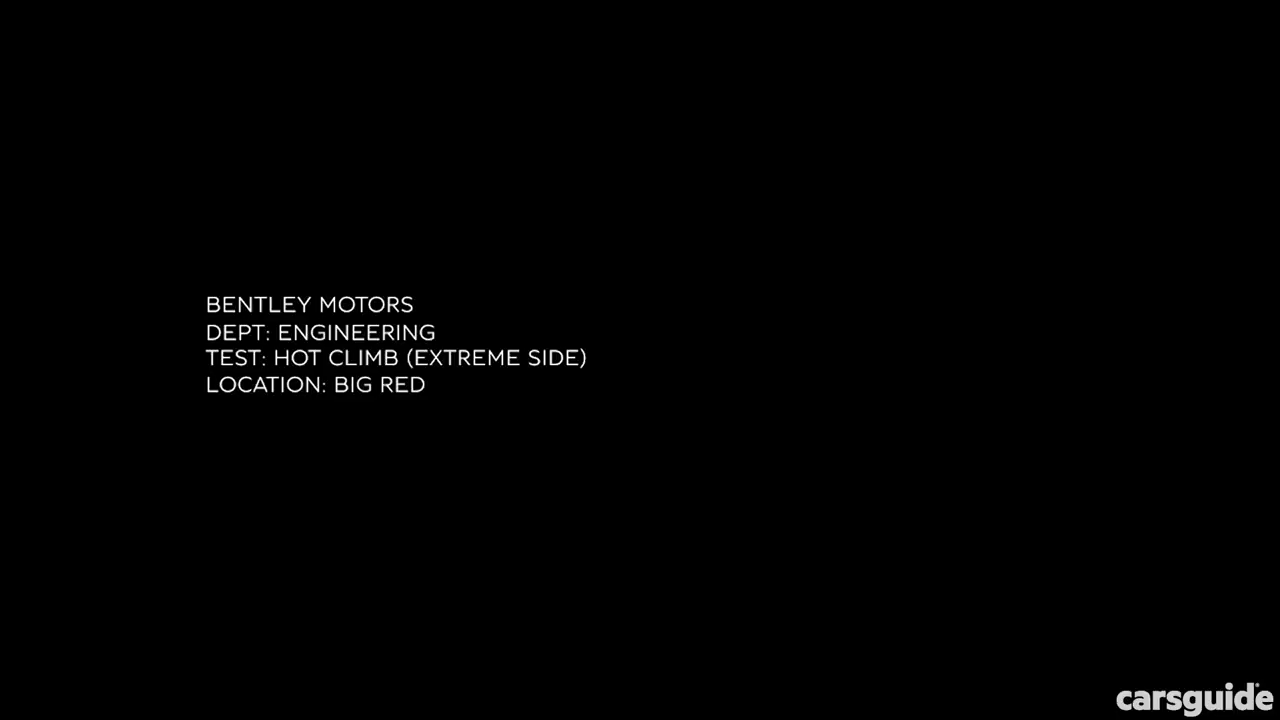 BENTLEY MOTORS
DEPT: ENGINEERING
TEST: HOT CLIMB (EXTREME SIDE)
LOCATION: BIG RED
carsguide